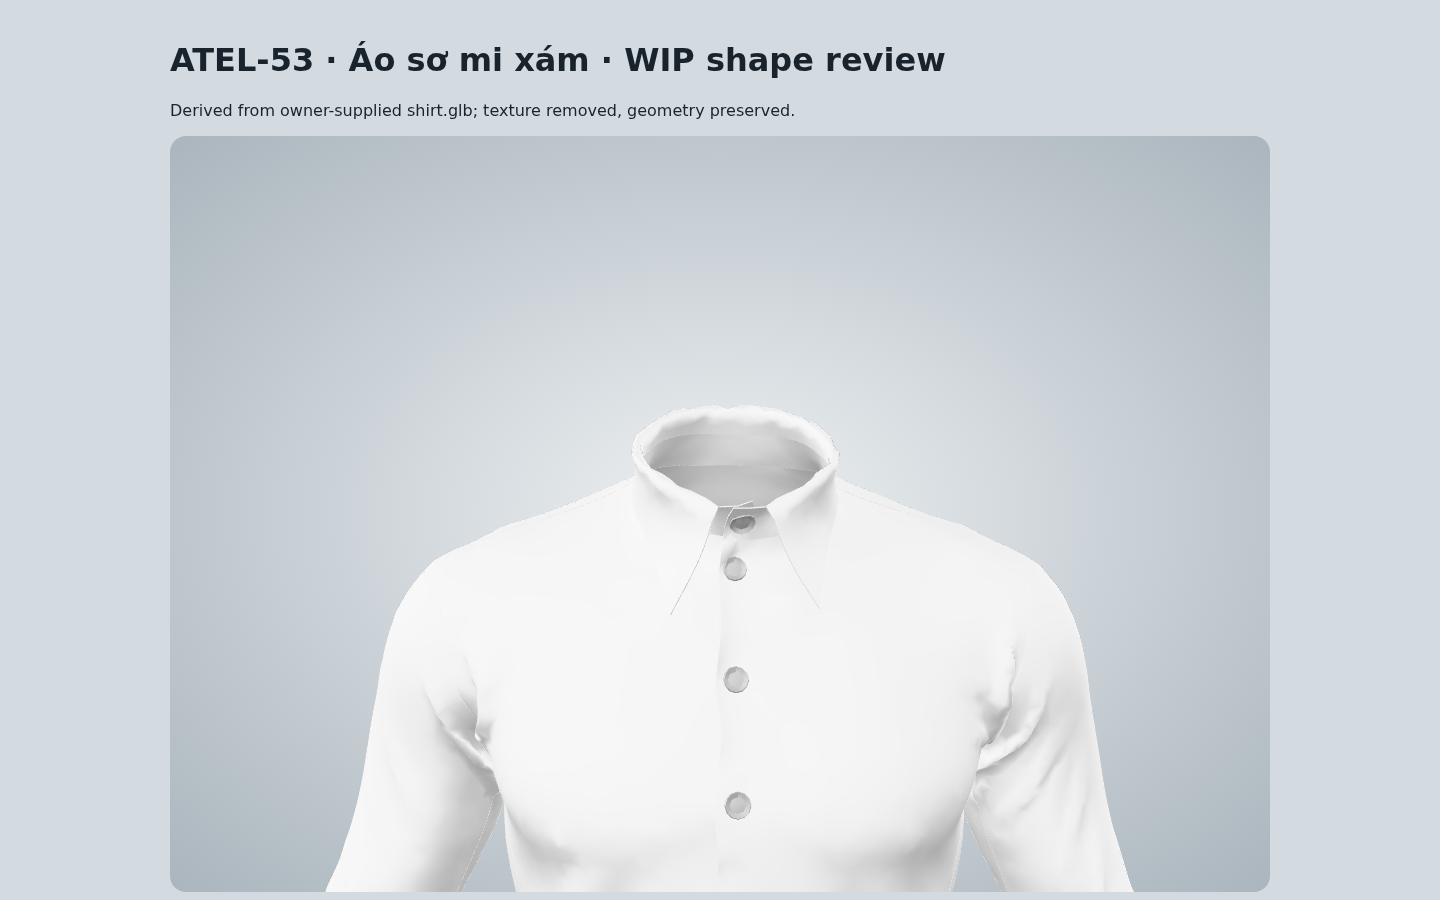 ATEL-53 · Áo sơ mi xám · WIP shape review
Derived from owner-supplied shirt.glb; texture removed, geometry preserved.